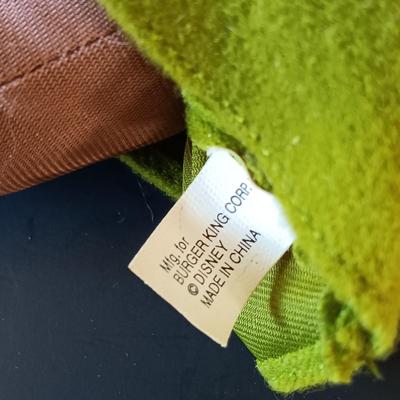 Mfg. for
BURGER KING CORP.
© DISNEY
MADE IN CHINA